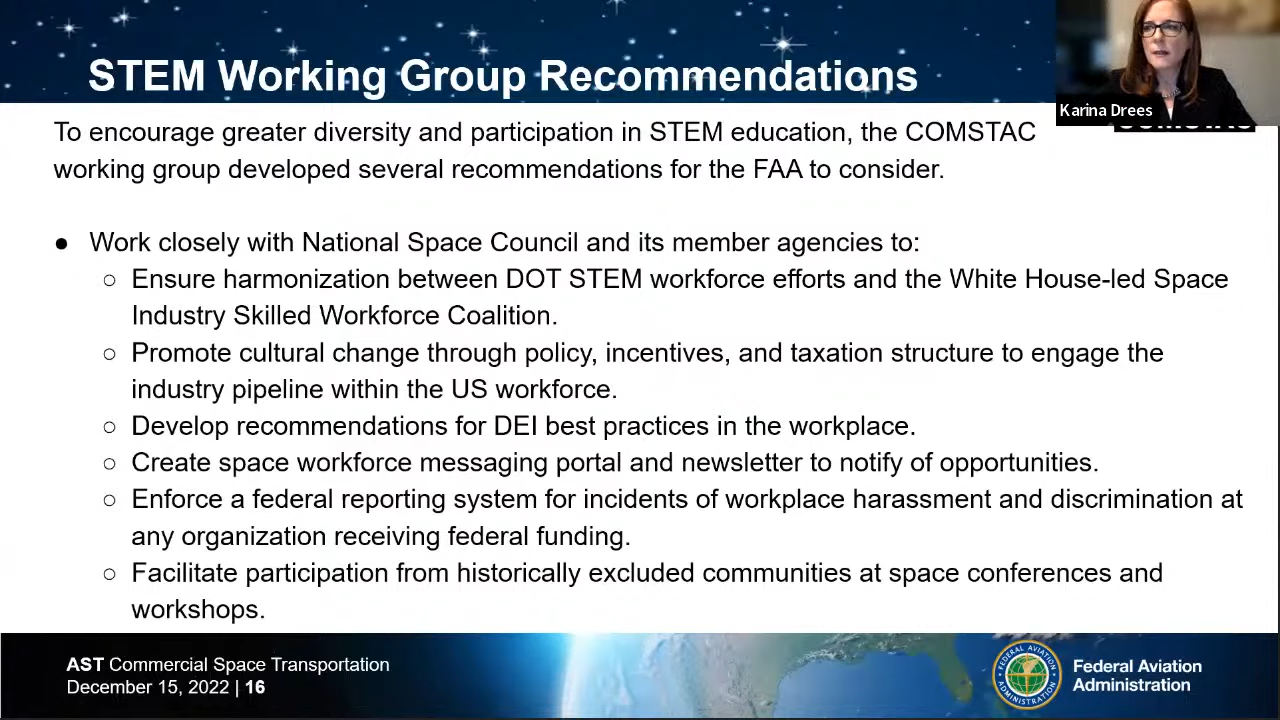 STEM Working Group Recommendations
Karina Drees
To encourage greater diversity and participation in STEM education, the COMSTAC
working group developed several recommendations for the FAA to consider.
● Work closely with National Space Council and its member agencies to:
○ Ensure harmonization between DOT STEM workforce efforts and the White House-led Space
Industry Skilled Workforce Coalition.
○ Promote cultural change through policy, incentives, and taxation structure to engage the
industry pipeline within the US workforce.
○ Develop recommendations for DEI best practices in the workplace.
○ Create space workforce messaging portal and newsletter to notify of opportunities.
○ Enforce a federal reporting system for incidents of workplace harassment and discrimination at
any organization receiving federal funding.
○ Facilitate participation from historically excluded communities at space conferences and
workshops.
AST Commercial Space Transportation
December 15, 2022 | 16
FEDERAL AVIATION
ADMINISTRATION
Federal Aviation
Administration